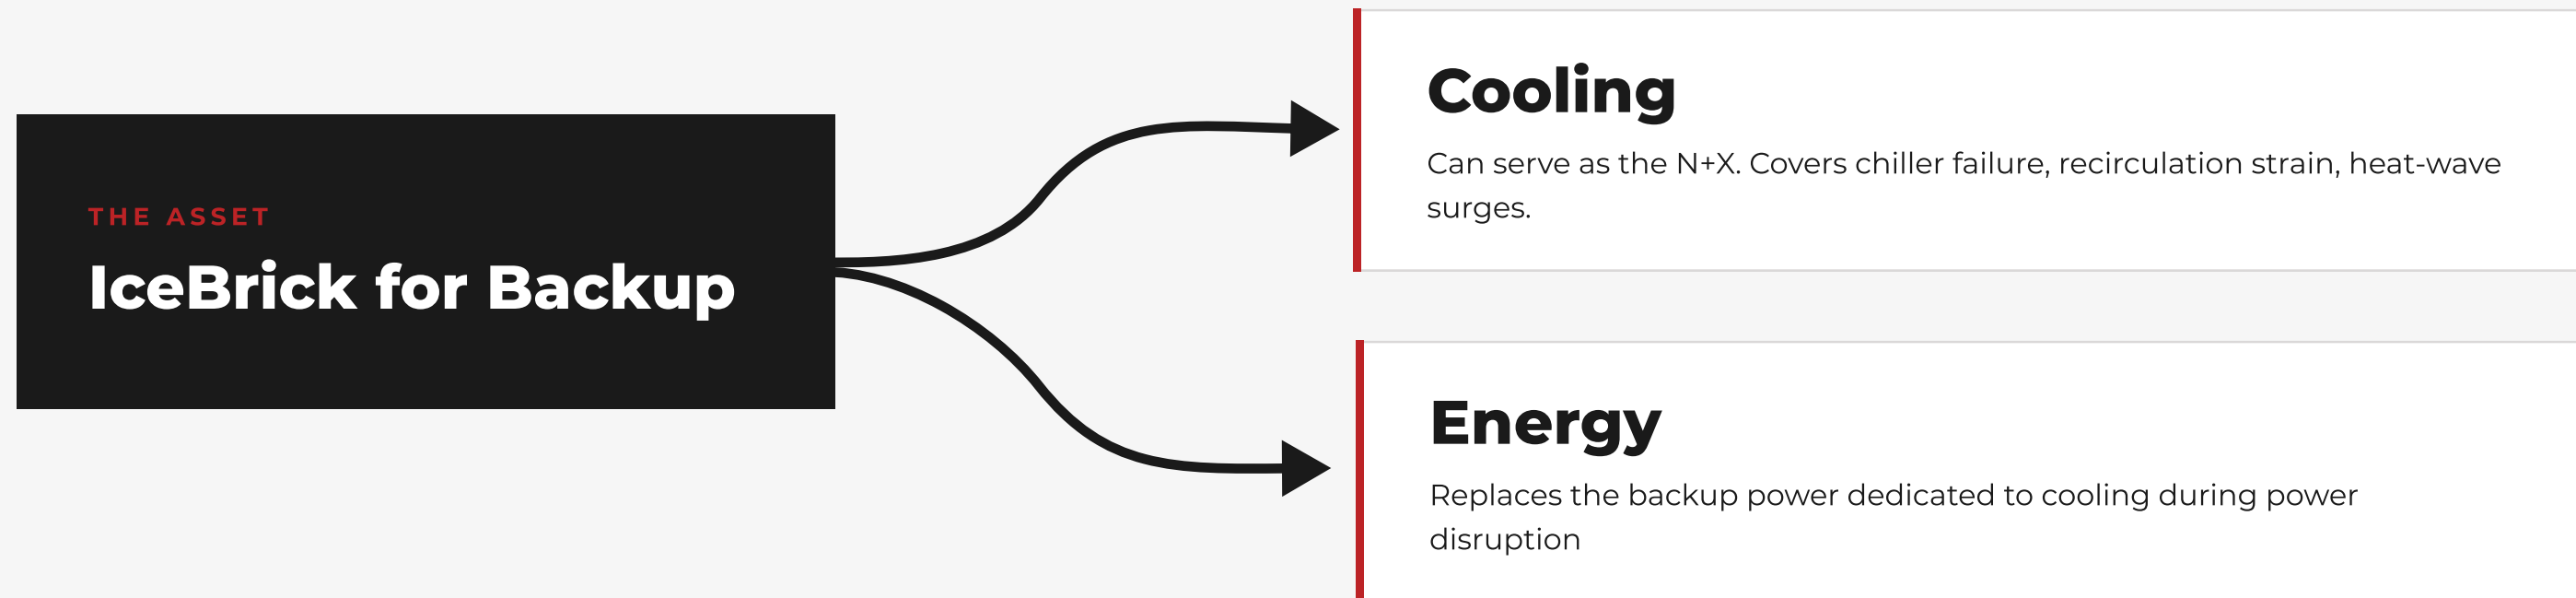 THE ASSET
IceBrick for Backup
Cooling
Can serve as the N+X. Covers chiller failure, recirculation strain, heat-wave
surges.
Energy
Replaces the backup power dedicated to cooling during power
disruption